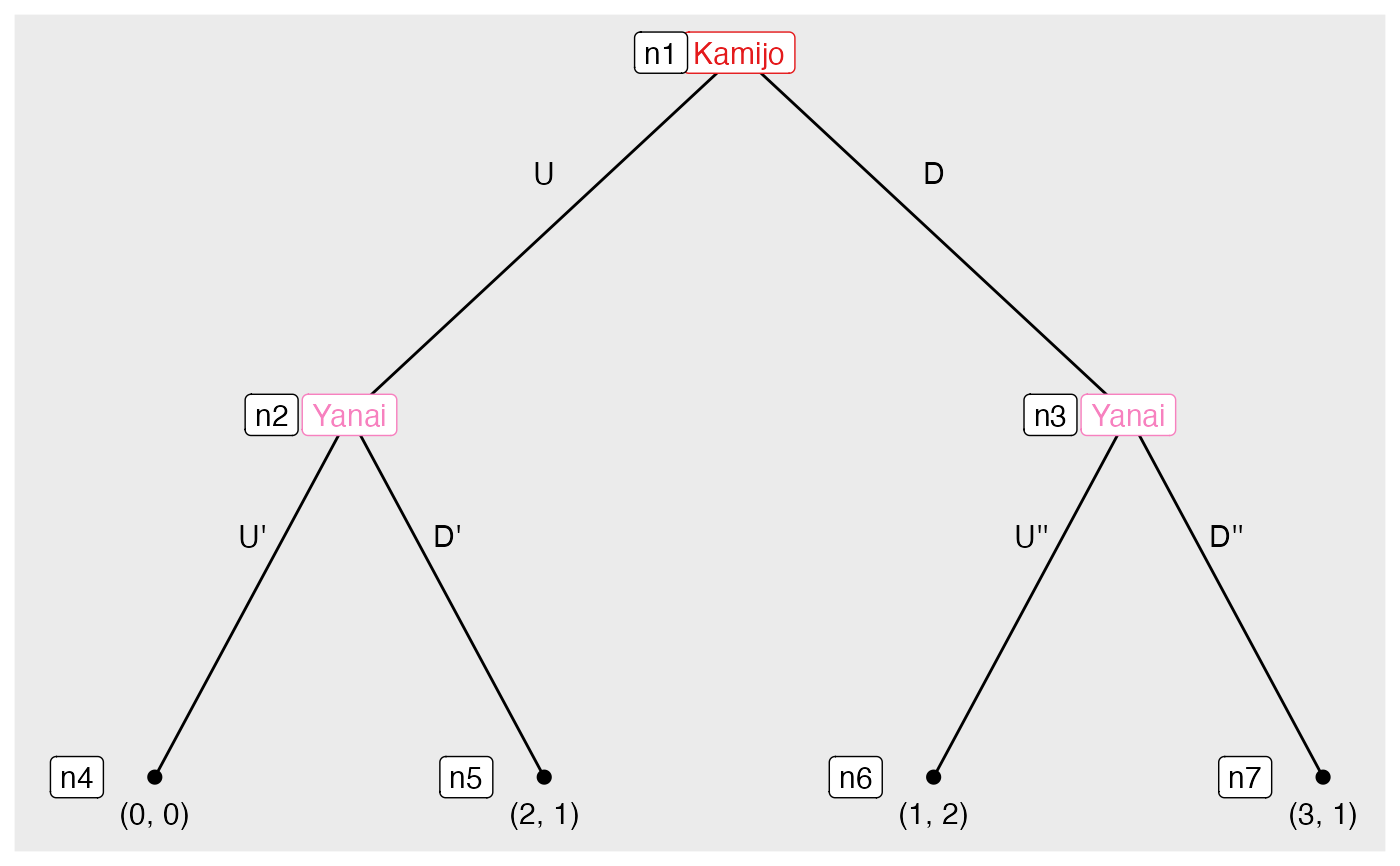 n1 Kamijo
U D
n2 Yanai n3 Yanai
U' D' U" D"
n4 n5 n6 n7
(0, 0) (2, 1) (1, 2) (3, 1)